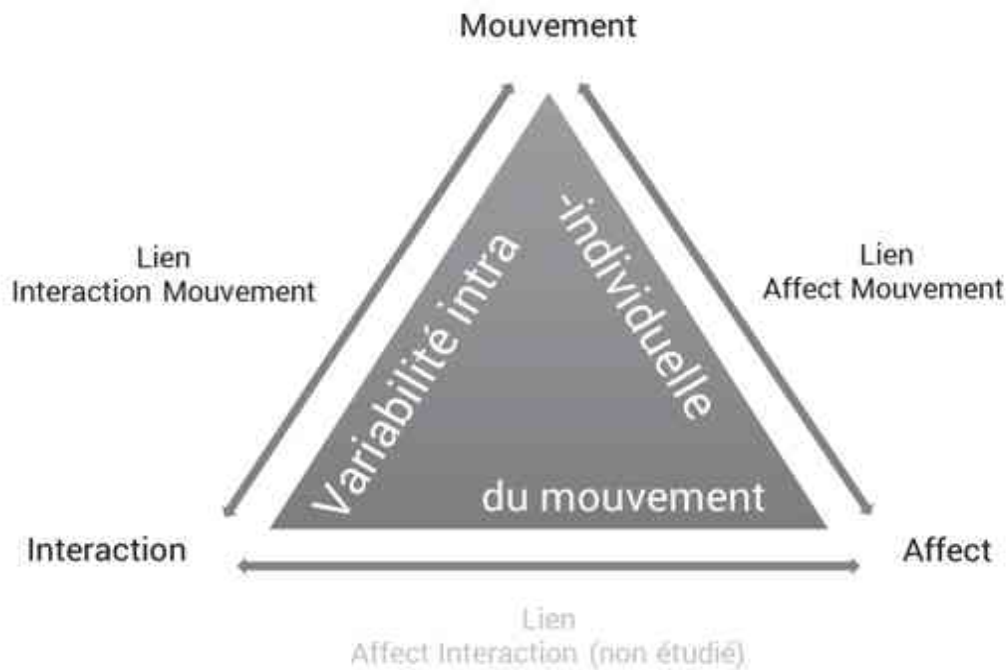 Mouvement
Lien
Interaction Mouvement
Lien
Affect Mouvement
Variabilité intra
-individuelle
du mouvement
Interaction
Affect
Lien
Affect Interaction (non étudié)